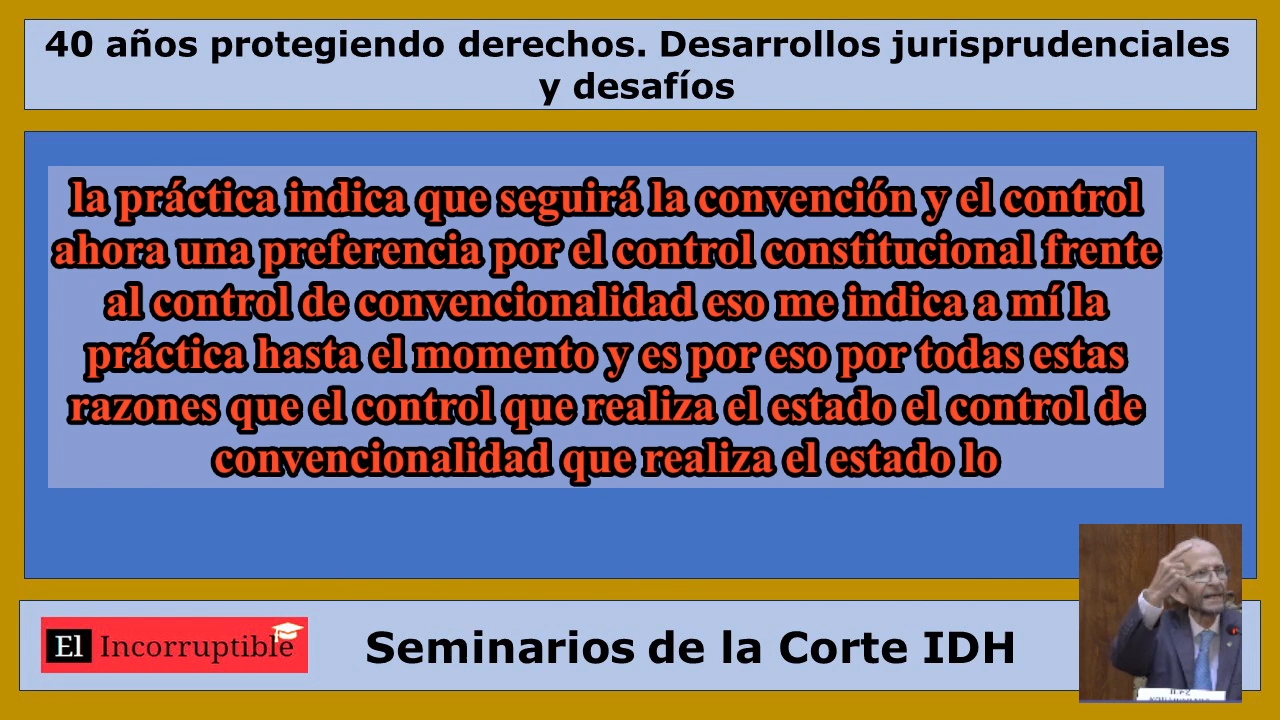 40 años protegiendo derechos. Desarrollos jurisprudenciales
y desafíos
la práctica indica que seguirá la convención y el control
ahora una preferencia por el control constitucional frente
al control de convencionalidad eso me indica a mí la
práctica hasta el momento y es por eso por todas estas
razones que el control que realiza el estado el control de
convencionalidad que realiza el estado lo
El Incorruptible
Seminarios de la Corte IDH